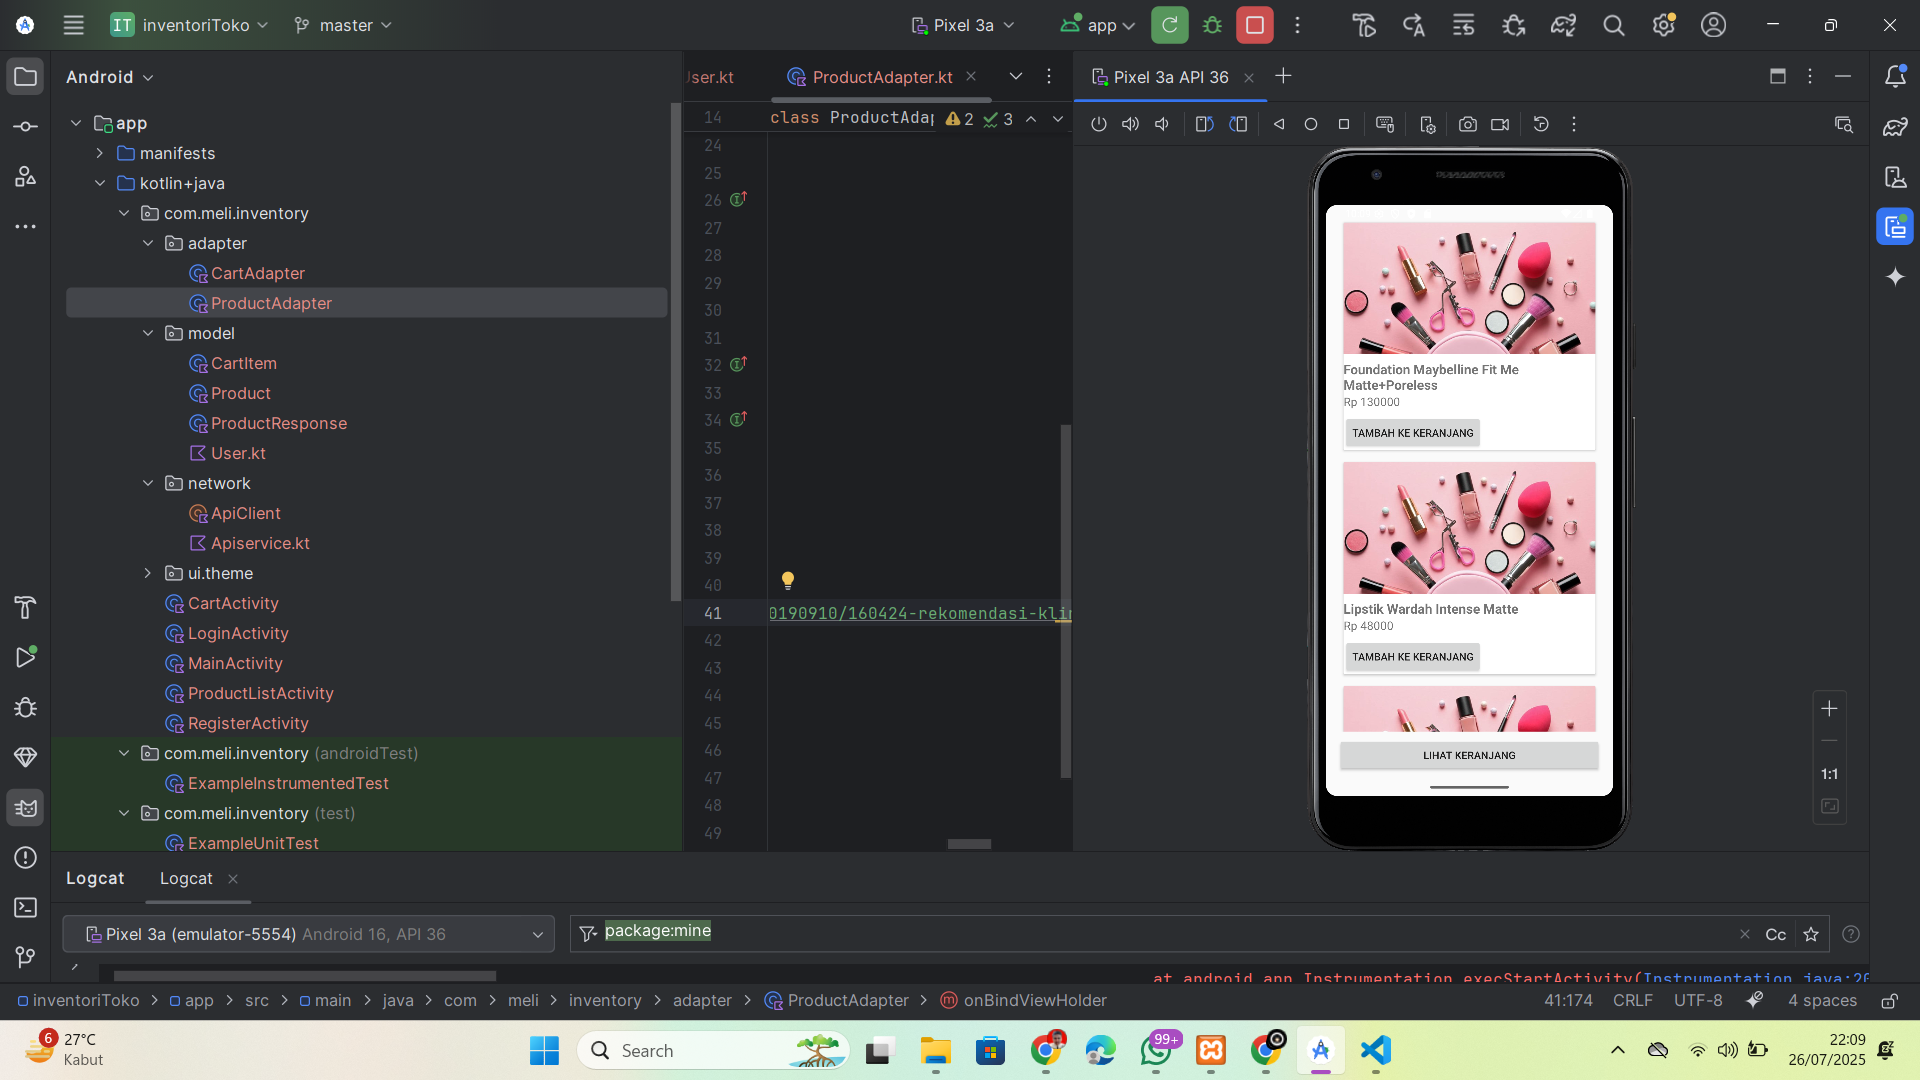 IT inventoriToko master Pixel 3a app
Android
Jser.kt ProductAdapter.kt
Pixel 3a API 36
app
manifests
kotlin+java
com.meli.inventory
adapter
CartAdapter
ProductAdapter
model
CartItem
Product
ProductResponse
User.kt
network
ApiClient
Apiservice.kt
ui.theme
CartActivity
LoginActivity
MainActivity
ProductListActivity
RegisterActivity
com.meli.inventory (androidTest)
ExampleInstrumentedTest
com.meli.inventory (test)
ExampleUnitTest
14 class ProductAda 2 3
24
25
26
27
28
29
30
31
32
33
34
35
36
37
38
39
40
41 0190910/160424-rekomendasi-kli
42
43
44
45
46
47
48
49
Foundation Maybelline Fit Me
Matte+Poreless
Rp 130000
TAMBAH KE KERANJANG
Lipstik Wardah Intense Matte
Rp 48000
TAMBAH KE KERANJANG
LIHAT KERANJANG
1:1
Logcat Logcat
Pixel 3a (emulator-5554) Android 16, API 36
package:mine Cc
at android.app.Instrumentation.execStartActivity(Instrumentation.java:20
inventoriToko > app > src > main > java > com > meli > inventory > adapter > ProductAdapter > onBindViewHolder
41:174 CRLF UTF-8 4 spaces
6 27°C
Kabut
Search
99+
22:09
26/07/2025